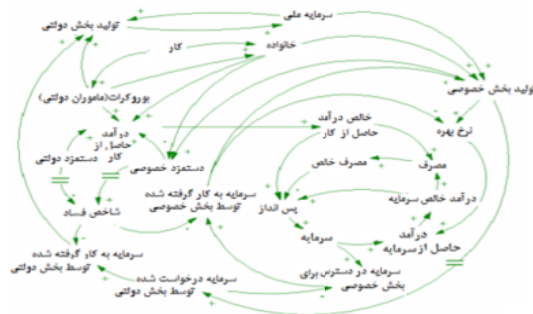 سرمایه ملی
تولید بخش دولتی
خانواده
کار
تولید بخش خصوصی
بوروکرات(ماموران دولتی)
خالص درآمد
حاصل از کار
نرخ بهره
درآمد
حاصل از
کار
دستمزد دولتی
دستمزد خصوصی
مصرف
مصرف خالص
سرمایه به کار گرفته شده
توسط بخش خصوصی
درآمد خالص سرمایه
پس انداز
شاخص فساد
سرمایه
درآمد
حاصل از سرمایه
سرمایه به کار گرفته شده
توسط بخش دولتی
سرمایه در دسترس برای
بخش خصوصی
سرمایه درخواست شده
توسط بخش دولتی